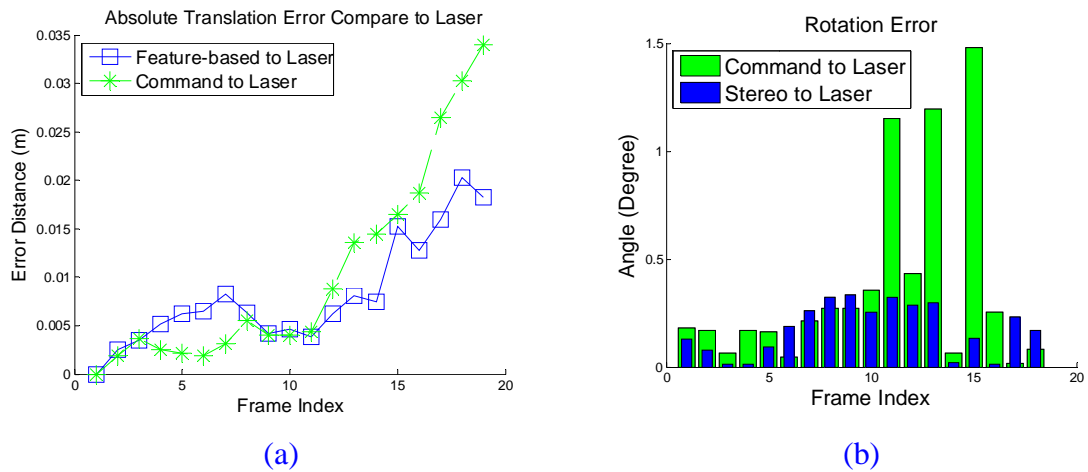 Absolute Translation Error Compare to Laser
0.035
0.03
0.025
0.02
0.015
0.01
0.005
0
Error Distance (m)
Feature-based to Laser
Command to Laser
0
5
10
15
20
Frame Index
(a)
Rotation Error
1.5
1
0.5
0
Angle (Degree)
Command to Laser
Stereo to Laser
0
5
10
15
20
Frame Index
(b)